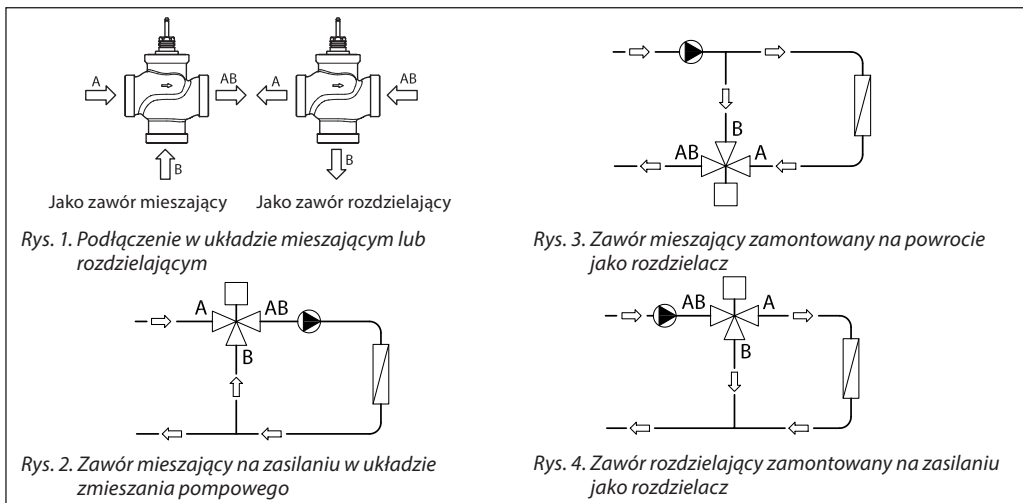 A
AB
B
A
AB
B
Jako zawór mieszający
Jako zawór rozdzielający
Rys. 1. Podłączenie w układzie mieszającym lub
rozdzielającym
A
AB
B
Rys. 2. Zawór mieszający na zasilaniu w układzie
zmieszania pompowego
B
AB
A
Rys. 3. Zawór mieszający zamontowany na powrocie
jako rozdzielacz
AB
A
B
Rys. 4. Zawór rozdzielający zamontowany na zasilaniu
jako rozdzielacz